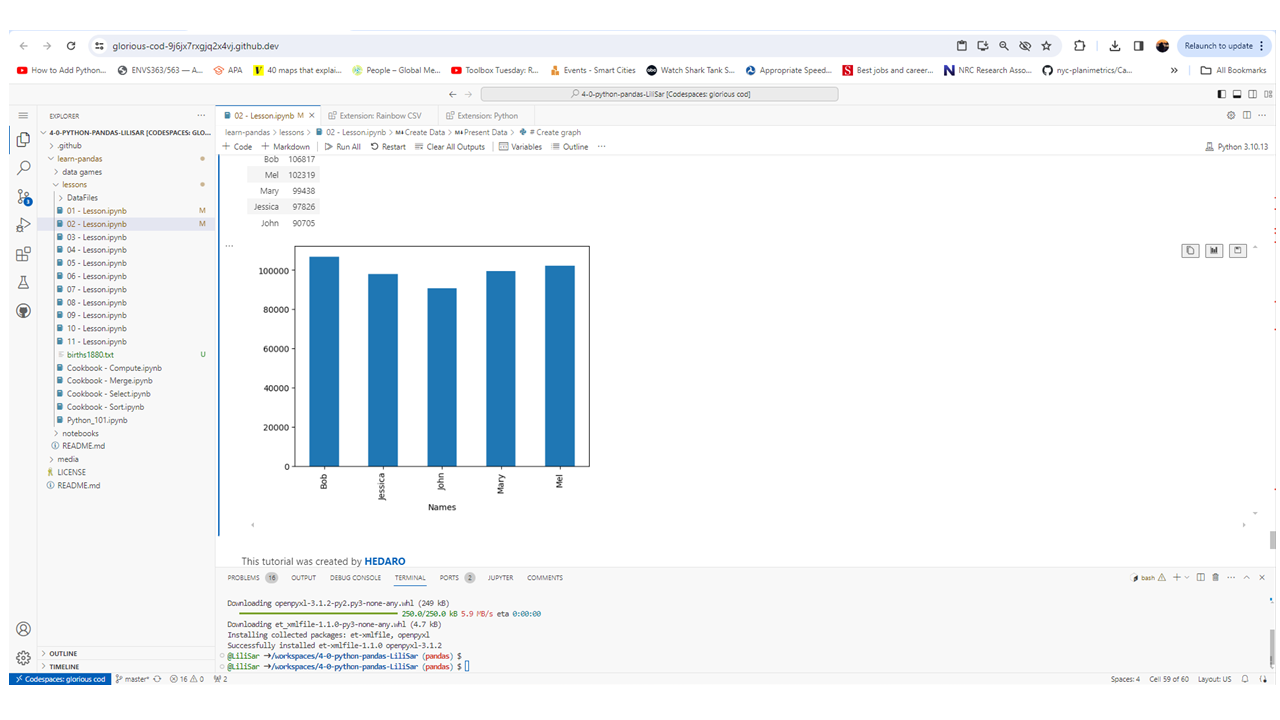 glorious-cod-9j6jx7rxgjq2x4vj.github.dev
Relaunch to update
How to Add Python...
ENVS363/563 — A...
APA
40 maps that explai...
People – Global Me...
Toolbox Tuesday: R...
Events - Smart Cities
Watch Shark Tank S...
Appropriate Speed...
Best jobs and career...
NRC Research Asso...
nyc-planimetrics/Ca...
All Bookmarks
4-0-python-pandas-LiliSar [Codespaces: glorious cod]
EXPLORER
02 - Lesson.ipynb M
Extension: Rainbow CSV
Extension: Python
4-0-PYTHON-PANDAS-LILISAR [CODESPACES: GLO...
learn-pandas > lessons > 02 - Lesson.ipynb > Create Data > Present Data > # Create graph
+ Code + Markdown Run All Restart Clear All Outputs Variables Outline ...
Python 3.10.13
.github
learn-pandas
data games
lessons
DataFiles
01 - Lesson.ipynb M
02 - Lesson.ipynb M
03 - Lesson.ipynb
04 - Lesson.ipynb
05 - Lesson.ipynb
06 - Lesson.ipynb
07 - Lesson.ipynb
08 - Lesson.ipynb
09 - Lesson.ipynb
10 - Lesson.ipynb
11 - Lesson.ipynb
births1880.txt U
Cookbook - Compute.ipynb
Cookbook - Merge.ipynb
Cookbook - Select.ipynb
Cookbook - Sort.ipynb
Python_101.ipynb
notebooks
README.md
media
LICENSE
README.md
OUTLINE
TIMELINE
Bob 106817
Mel 102319
Mary 99438
Jessica 97826
John 90705
100000
80000
60000
40000
20000
0
Bob
Jessica
John
Mary
Mel
Names
This tutorial was created by HEDARO
PROBLEMS 16 OUTPUT DEBUG CONSOLE TERMINAL PORTS 2 JUPYTER COMMENTS
bash
Downloading openpyxl-3.1.2-py2.py3-none-any.whl (249 kB)
250.0/250.0 kB 5.9 MB/s eta 0:00:00
Downloading et_xmlfile-1.1.0-py3-none-any.whl (4.7 kB)
Installing collected packages: et-xmlfile, openpyxl
Successfully installed et-xmlfile-1.1.0 openpyxl-3.1.2
@LiliSar →/workspaces/4-0-python-pandas-LiliSar (pandas) $
@LiliSar →/workspaces/4-0-python-pandas-LiliSar (pandas) $
Codespaces: glorious cod master* 16 0 2
Spaces: 4 Cell 59 of 60 Layout: US